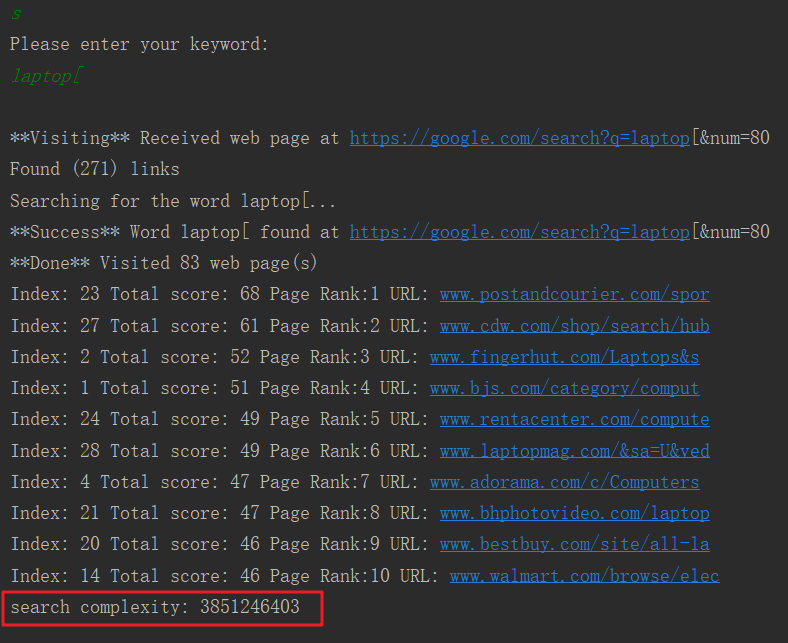 s
Please enter your keyword:
laptop[
**Visiting** Received web page at https://google.com/search?q=laptop[&num=80
Found (271) links
Searching for the word laptop[...
**Success** Word laptop[ found at https://google.com/search?q=laptop[&num=80
**Done** Visited 83 web page(s)
Index: 23 Total score: 68 Page Rank:1 URL: www.postandcourier.com/spor
Index: 27 Total score: 61 Page Rank:2 URL: www.cdw.com/shop/search/hub
Index: 2 Total score: 52 Page Rank:3 URL: www.fingerhut.com/Laptops&s
Index: 1 Total score: 51 Page Rank:4 URL: www.bjs.com/category/comput
Index: 24 Total score: 49 Page Rank:5 URL: www.rentacenter.com/compute
Index: 28 Total score: 49 Page Rank:6 URL: www.laptopmag.com/&sa=U&ved
Index: 4 Total score: 47 Page Rank:7 URL: www.adorama.com/c/Computers
Index: 21 Total score: 47 Page Rank:8 URL: www.bhphotovideo.com/laptop
Index: 20 Total score: 46 Page Rank:9 URL: www.bestbuy.com/site/all-la
Index: 14 Total score: 46 Page Rank:10 URL: www.walmart.com/browse/elec
search complexity: 3851246403